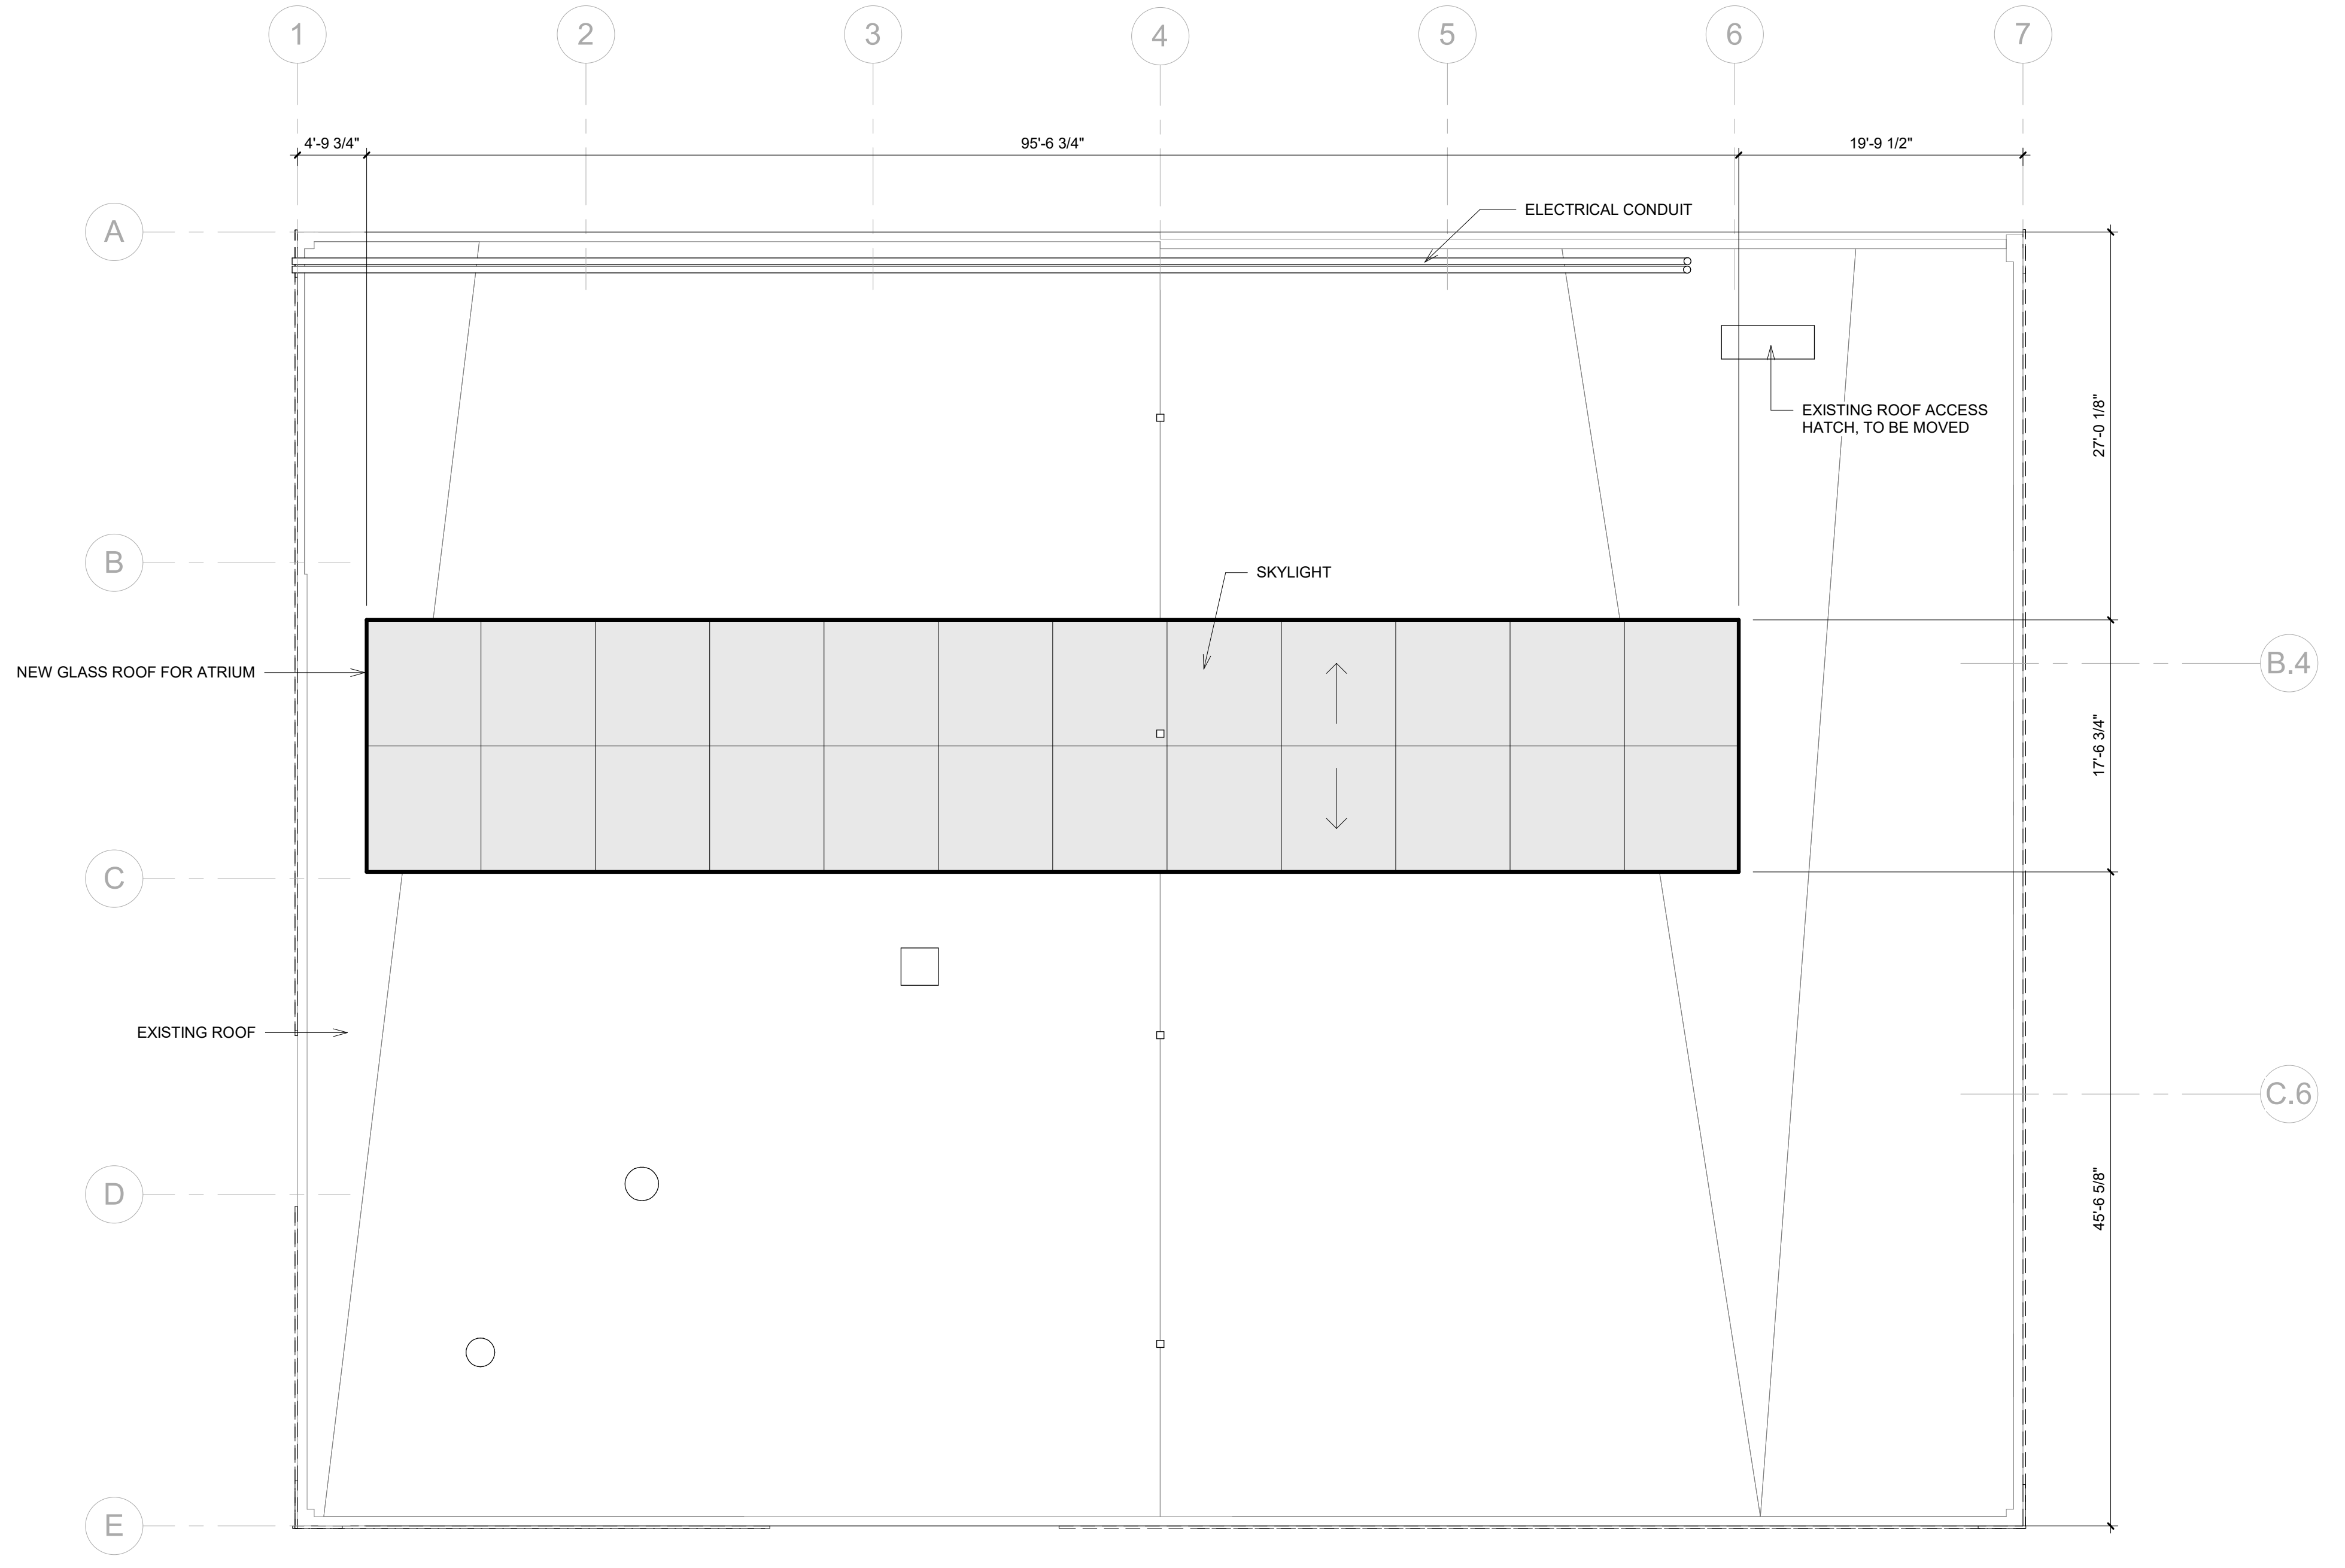 1
2
3
4
5
6
7
4'-9 3/4"
95'-6 3/4"
19'-9 1/2"
ELECTRICAL CONDUIT
A
EXISTING ROOF ACCESS
HATCH, TO BE MOVED
27'-0 1/8"
B
SKYLIGHT
NEW GLASS ROOF FOR ATRIUM
B.4
17'-6 3/4"
C
EXISTING ROOF
C.6
D
45'-6 5/8"
E